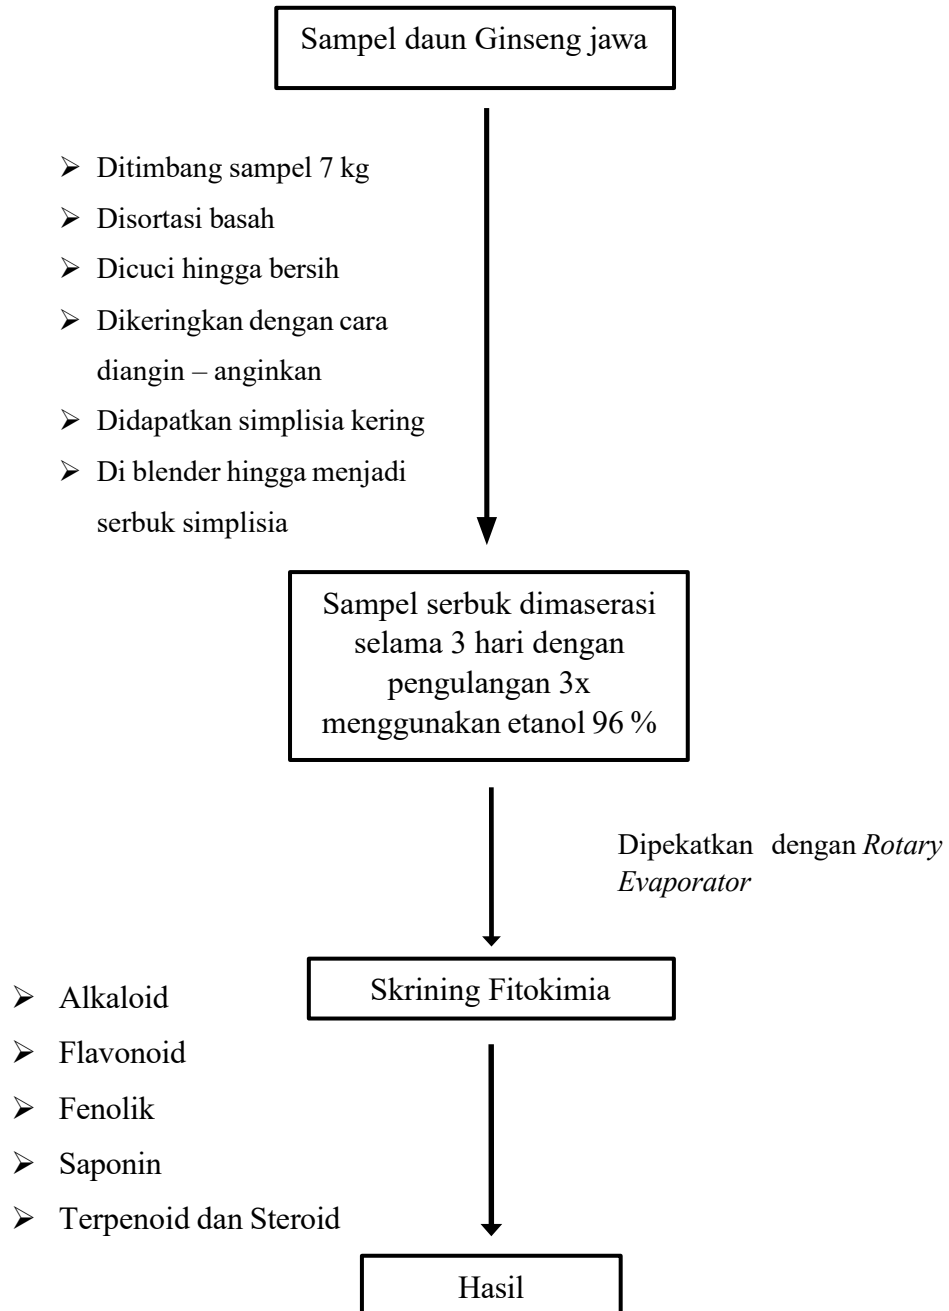 Sampel daun Ginseng jawa
➢ Ditimbang sampel 7 kg
➢ Disortasi basah
➢ Dicuci hingga bersih
➢ Dikeringkan dengan cara
diangin – anginkan
➢ Didapatkan simplisia kering
➢ Di blender hingga menjadi
serbuk simplisia
Sampel serbuk dimaserasi
selama 3 hari dengan
pengulangan 3x
menggunakan etanol 96 %
Dipekatkan dengan Rotary
Evaporator
Skrining Fitokimia
➢ Alkaloid
➢ Flavonoid
➢ Fenolik
➢ Saponin
➢ Terpenoid dan Steroid
Hasil